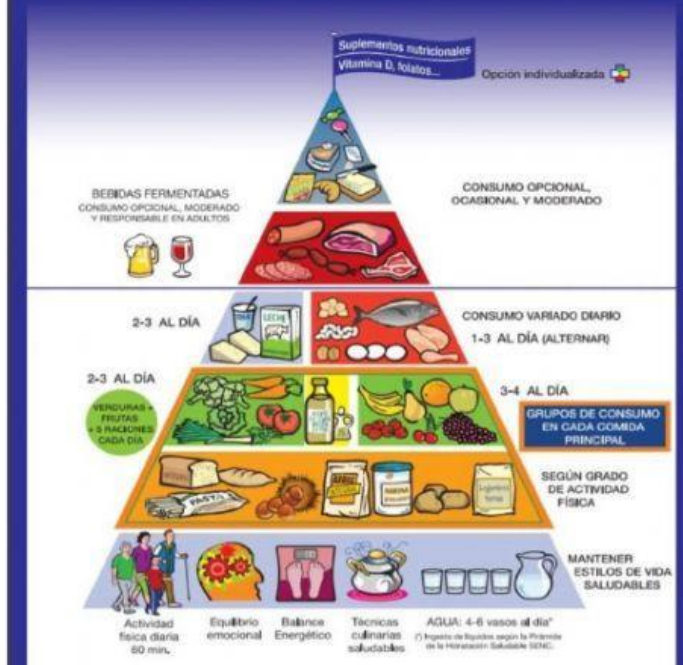 Suplementos nutricionales
Vitamina D, folatos...
Opción individualizada
BEBIDAS FERMENTADAS
CONSUMO OPCIONAL, MODERADO
Y RESPONSABLE EN ADULTOS
CONSUMO OPCIONAL,
OCASIONAL Y MODERADO
2-3 AL DÍA
LECHE
CONSUMO VARIADO DIARIO
1-3 AL DÍA (ALTERNAR)
2-3 AL DÍA
VERDURAS +
FRUTAS
+ 5 RACIONES
CADA DÍA
3-4 AL DÍA
GRUPOS DE CONSUMO
EN CADA COMIDA
PRINCIPAL
PASTA
ARROZ
HARINA
SEGÚN GRADO
DE ACTIVIDAD
FÍSICA
MANTENER
ESTILOS DE VIDA
SALUDABLES
Actividad
física diaria
60 min.
Equilibrio
emocional
Balance
Energético
Técnicas
culinarias
saludables
AGUA: 4-6 vasos al día*
(*) Ingesta de líquidos según la Pirámide
de la Hidratación Saludable SENC.